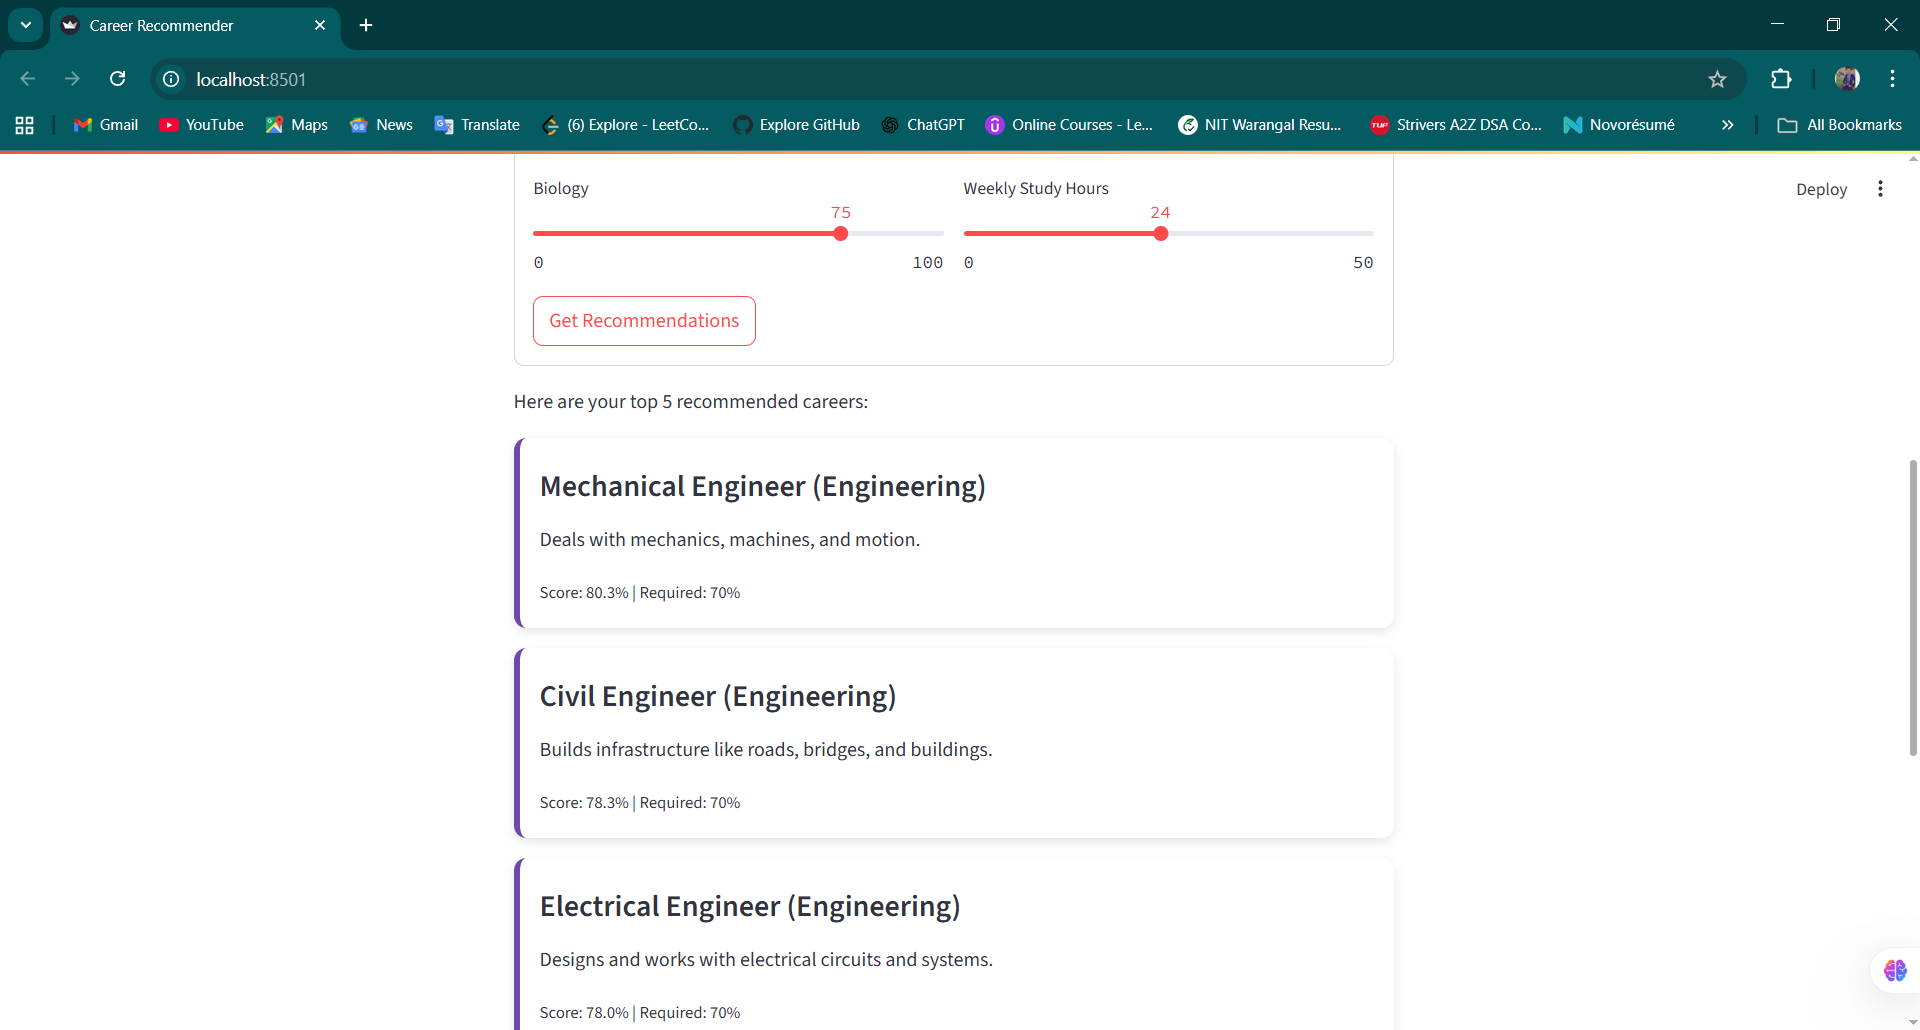 Career Recommender
localhost:8501
Gmail
YouTube
Maps
News
Translate
(6) Explore - LeetCo...
Explore GitHub
ChatGPT
Online Courses - Le...
NIT Warangal Resu...
TUF
Strivers A2Z DSA Co...
Novorésumé
All Bookmarks
Deploy
Biology
75
0 100
Weekly Study Hours
24
0 50
Get Recommendations
Here are your top 5 recommended careers:
Mechanical Engineer (Engineering)
Deals with mechanics, machines, and motion.
Score: 80.3% | Required: 70%
Civil Engineer (Engineering)
Builds infrastructure like roads, bridges, and buildings.
Score: 78.3% | Required: 70%
Electrical Engineer (Engineering)
Designs and works with electrical circuits and systems.
Score: 78.0% | Required: 70%